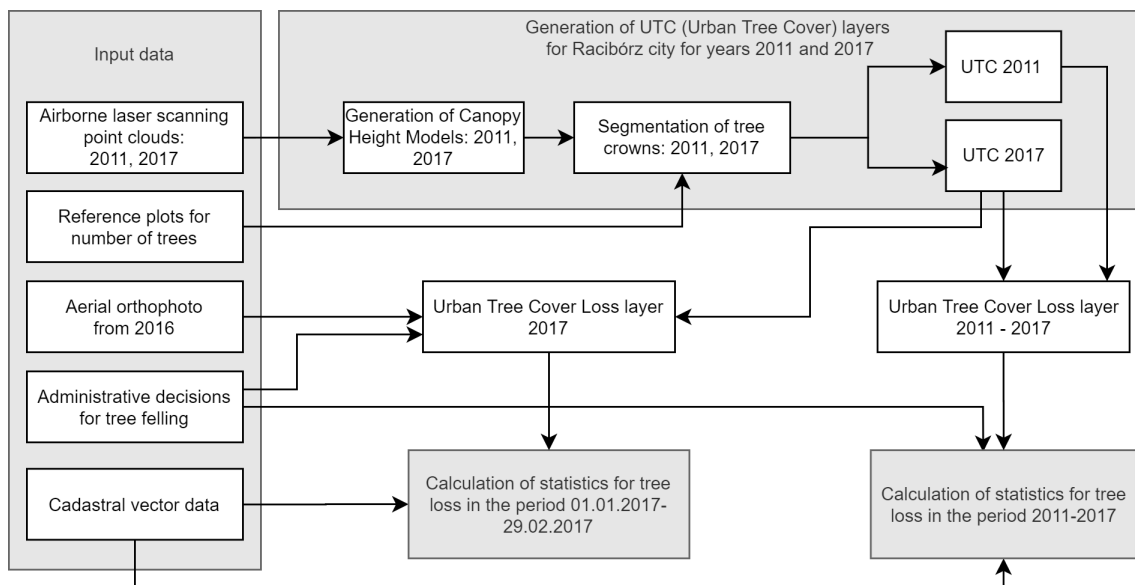 Input data
Airborne laser scanning
point clouds:
2011, 2017
Reference plots for
number of trees
Aerial orthophoto
from 2016
Administrative decisions
for tree felling
Cadastral vector data
Generation of UTC (Urban Tree Cover) layers
for Racibórz city for years 2011 and 2017
Generation of Canopy
Height Models: 2011,
2017
Segmentation of tree
crowns: 2011, 2017
UTC 2011
UTC 2017
Urban Tree Cover Loss layer
2017
Urban Tree Cover Loss layer
2011 - 2017
Calculation of statistics for tree
loss in the period 01.01.2017-
29.02.2017
Calculation of statistics for tree
loss in the period 2011-2017